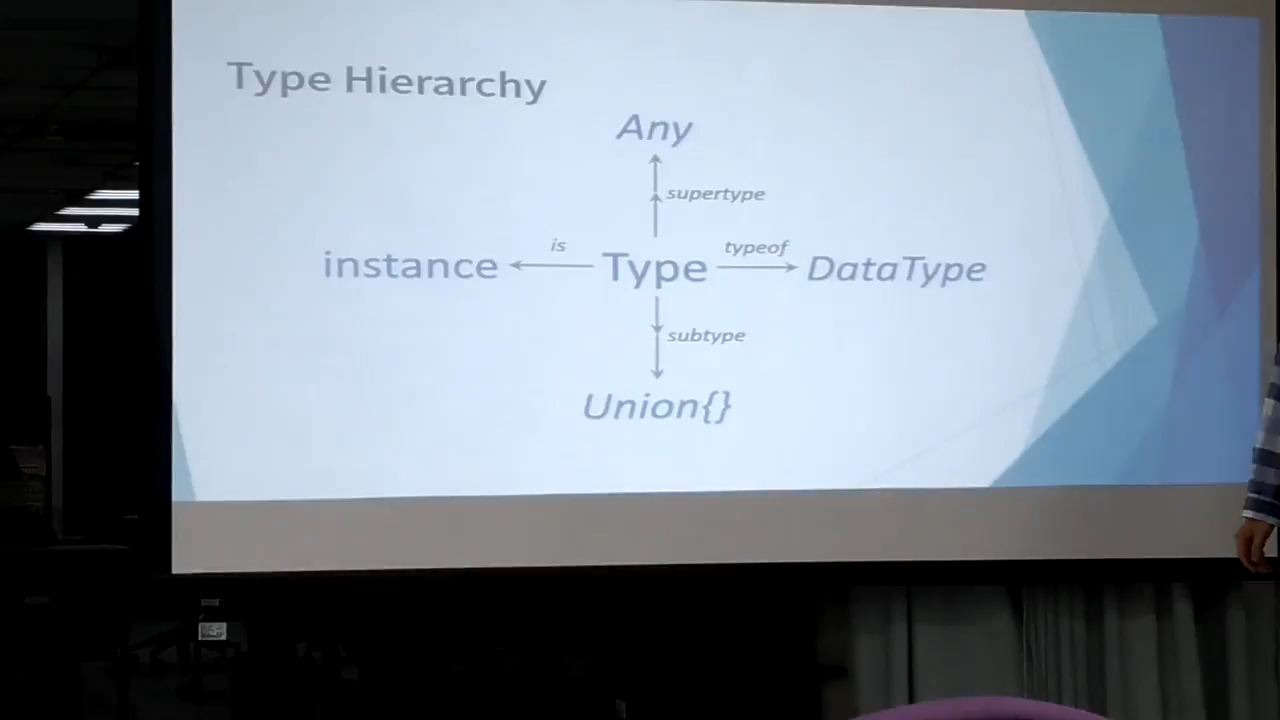 Type Hierarchy
Any
supertype
instance
is
Type
typeof
DataType
subtype
Union{}